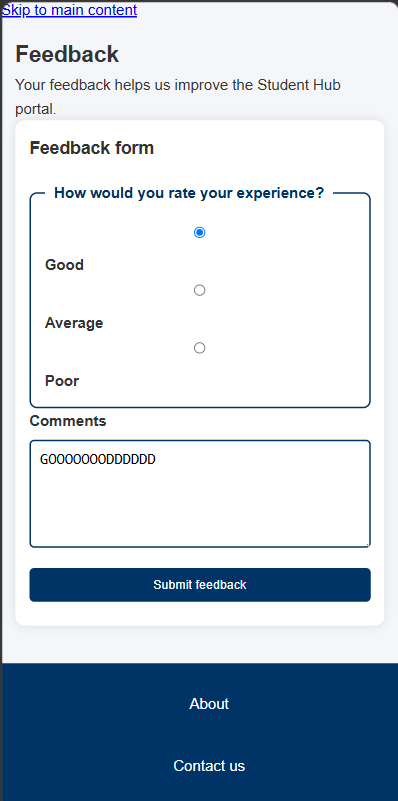 Skip to main content
Feedback
Your feedback helps us improve the Student Hub
portal.
Feedback form
How would you rate your experience?
Good
Average
Poor
Comments
GOOOOOOODDDDDD
Submit feedback
About
Contact us